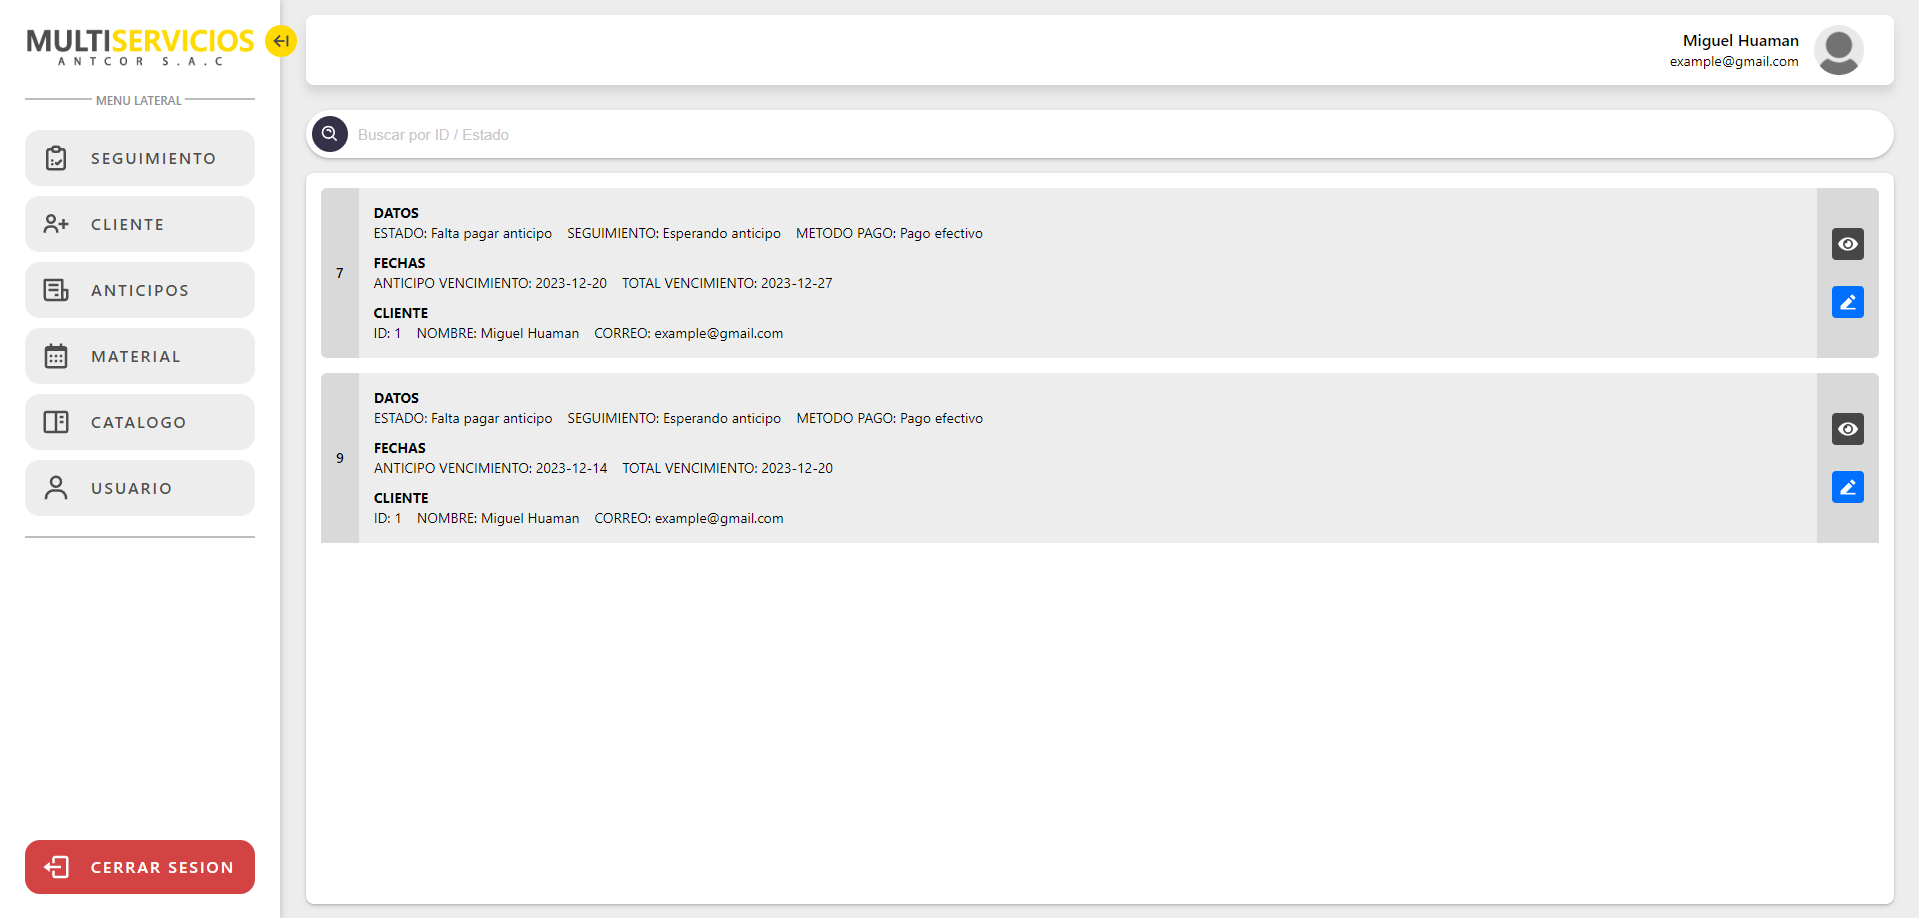 MULTISERVICIOS
ANTCOR S.A.C
MENU LATERAL
SEGUIMIENTO
CLIENTE
ANTICIPOS
MATERIAL
CATALOGO
USUARIO
CERRAR SESION
Miguel Huaman
example@gmail.com
Buscar por ID / Estado
7
DATOS
ESTADO: Falta pagar anticipo SEGUIMIENTO: Esperando anticipo METODO PAGO: Pago efectivo
FECHAS
ANTICIPO VENCIMIENTO: 2023-12-20 TOTAL VENCIMIENTO: 2023-12-27
CLIENTE
ID: 1 NOMBRE: Miguel Huaman CORREO: example@gmail.com
9
DATOS
ESTADO: Falta pagar anticipo SEGUIMIENTO: Esperando anticipo METODO PAGO: Pago efectivo
FECHAS
ANTICIPO VENCIMIENTO: 2023-12-14 TOTAL VENCIMIENTO: 2023-12-20
CLIENTE
ID: 1 NOMBRE: Miguel Huaman CORREO: example@gmail.com